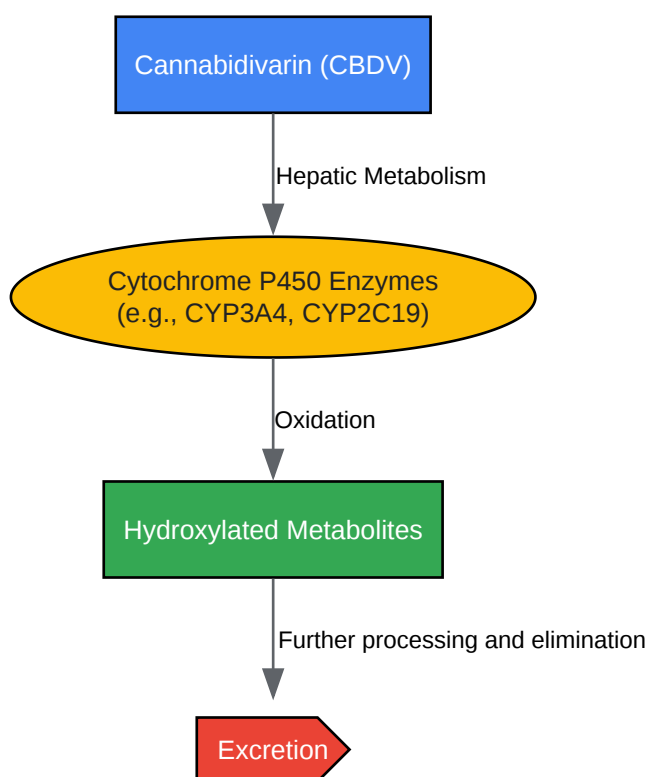 Cannabidivarin (CBDV)
Hepatic Metabolism
Cytochrome P450 Enzymes
(e.g., CYP3A4, CYP2C19)
Oxidation
Hydroxylated Metabolites
Further processing and elimination
Excretion